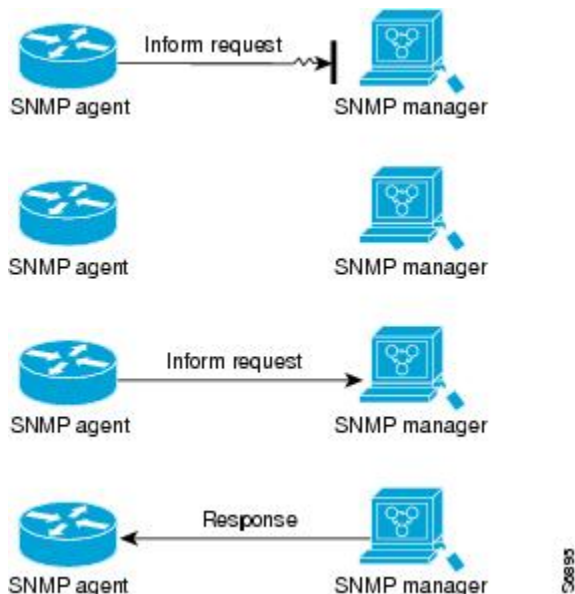 Inform request
SNMP agent SNMP manager
SNMP agent SNMP manager
Inform request
SNMP agent SNMP manager
Response
SNMP agent SNMP manager